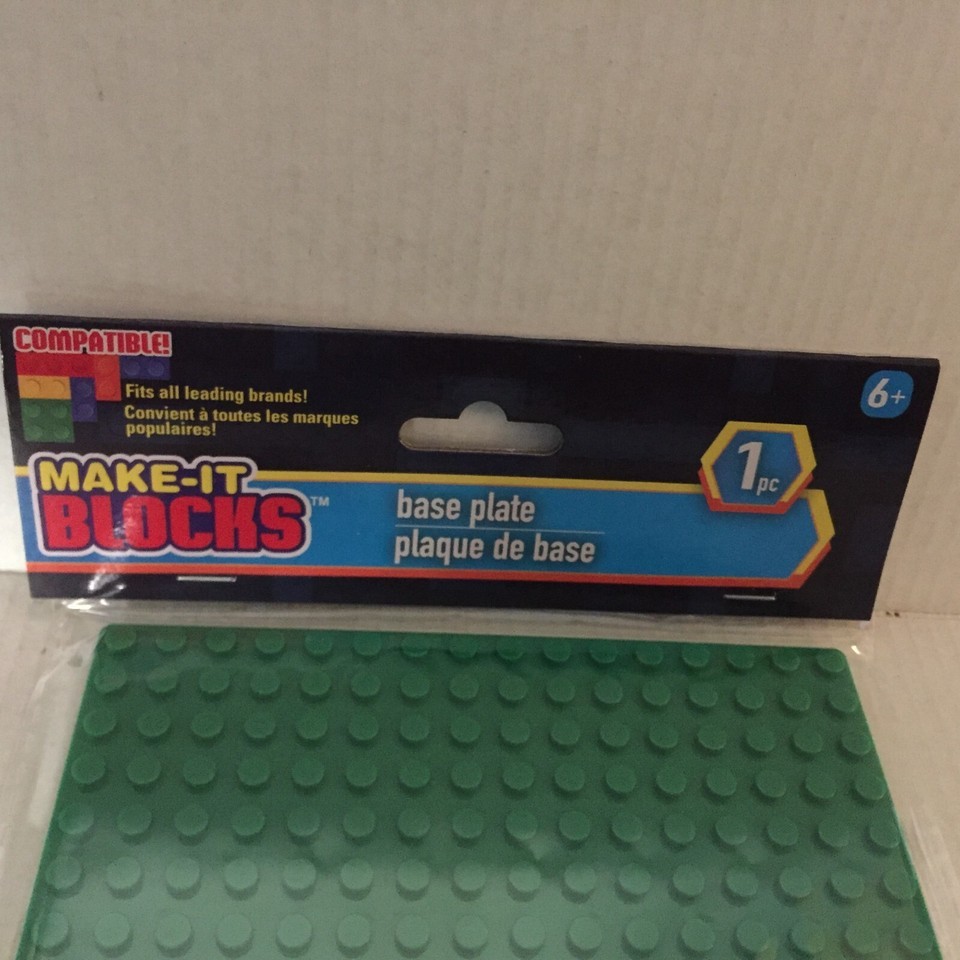 COMPATIBLE!
Fits all leading brands!
Convient à toutes les marques
populaires!
6+
MAKE-IT
BLOCKS™
base plate
plaque de base
1pc